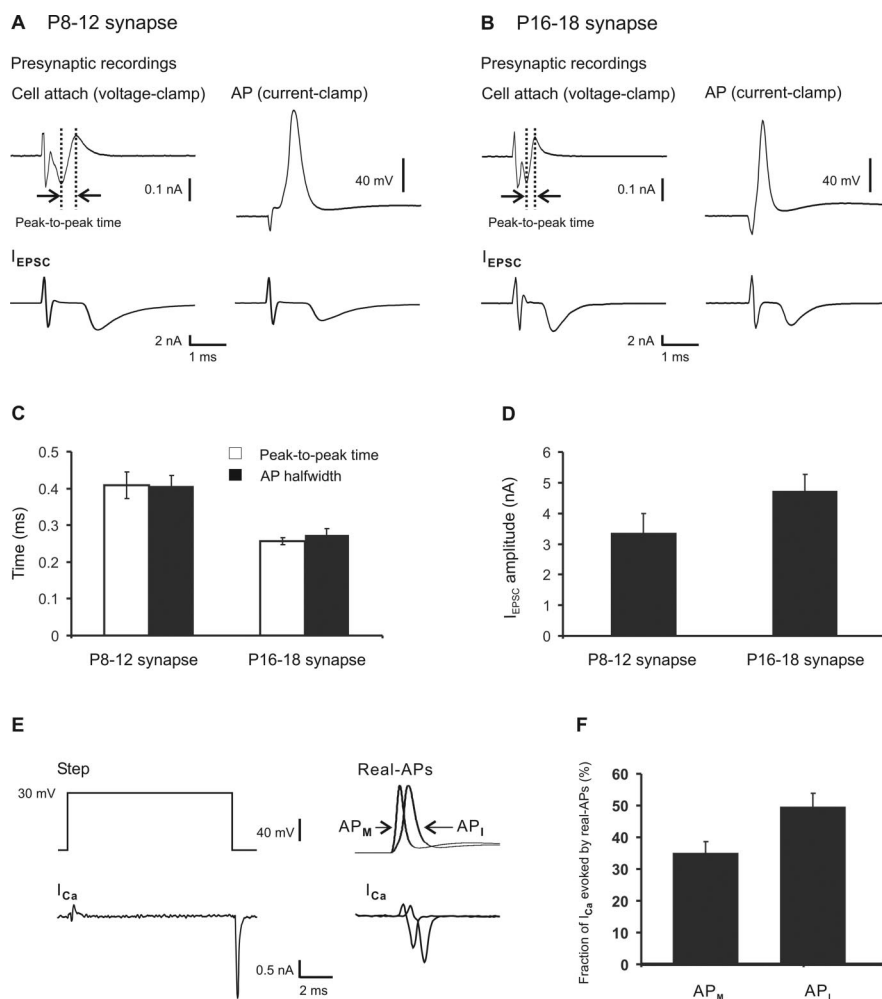 A P8-12 synapse
Presynaptic recordings
Cell attach (voltage-clamp) AP (current-clamp)
40 mV
0.1 nA
Peak-to-peak time
IEPSC
2 nA
1 ms
B P16-18 synapse
Presynaptic recordings
Cell attach (voltage-clamp) AP (current-clamp)
40 mV
0.1 nA
Peak-to-peak time
IEPSC
2 nA
1 ms
C
Time (ms)
0.5
0.4
0.3
0.2
0.1
0
Peak-to-peak time
AP halfwidth
P8-12 synapse P16-18 synapse
D
IEPSC amplitude (nA)
6
5
4
3
2
1
0
P8-12 synapse P16-18 synapse
E
Step Real-APs
30 mV
40 mV
APM API
ICa ICa
0.5 nA
2 ms
F
Fraction of ICa evoked by real-APs (%)
60
50
40
30
20
10
0
APM API